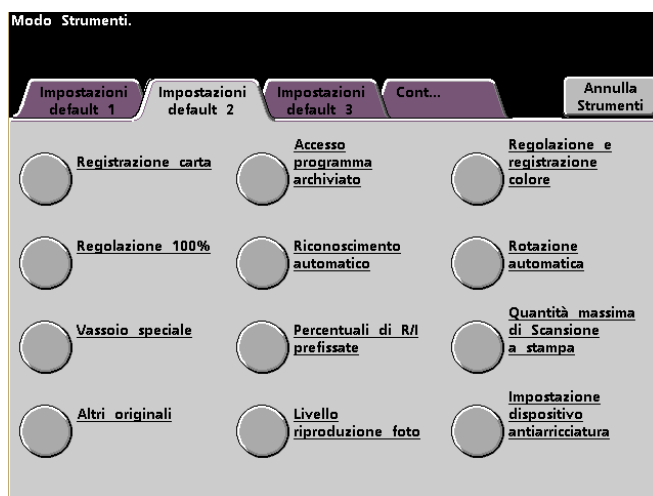 Modo Strumenti.
Impostazioni
default 1
Impostazioni
default 2
Impostazioni
default 3
Cont...
Annulla
Strumenti
Registrazione carta
Accesso
programma
archiviato
Regolazione e
registrazione
colore
Regolazione 100%
Riconoscimento
automatico
Rotazione
automatica
Vassoio speciale
Percentuali di R/I
prefissate
Quantità massima
di Scansione
a stampa
Altri originali
Livello
riproduzione foto
Impostazione
dispositivo
antiarricciatura